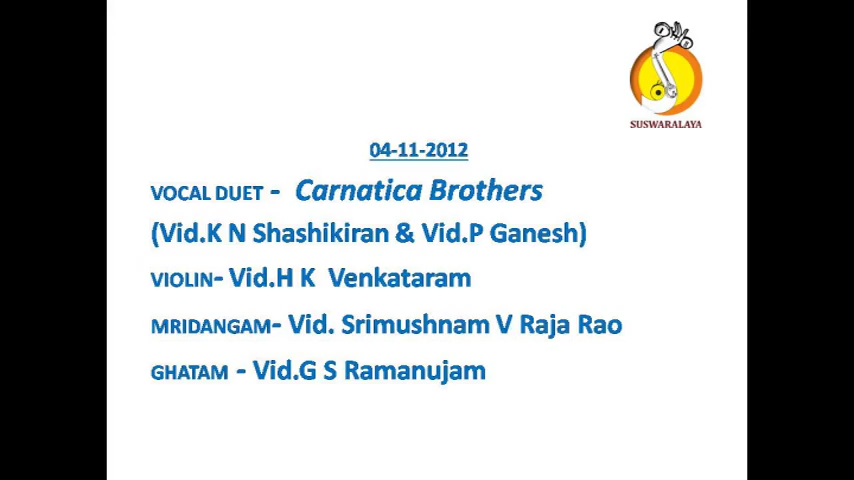 SUSWARALAYA
04-11-2012
VOCAL DUET - Carnatica Brothers
(Vid.K N Shashikiran & Vid.P Ganesh)
VIOLIN- Vid.H K Venkataram
MRIDANGAM- Vid. Srimushnam V Raja Rao
GHATAM - Vid.G S Ramanujam